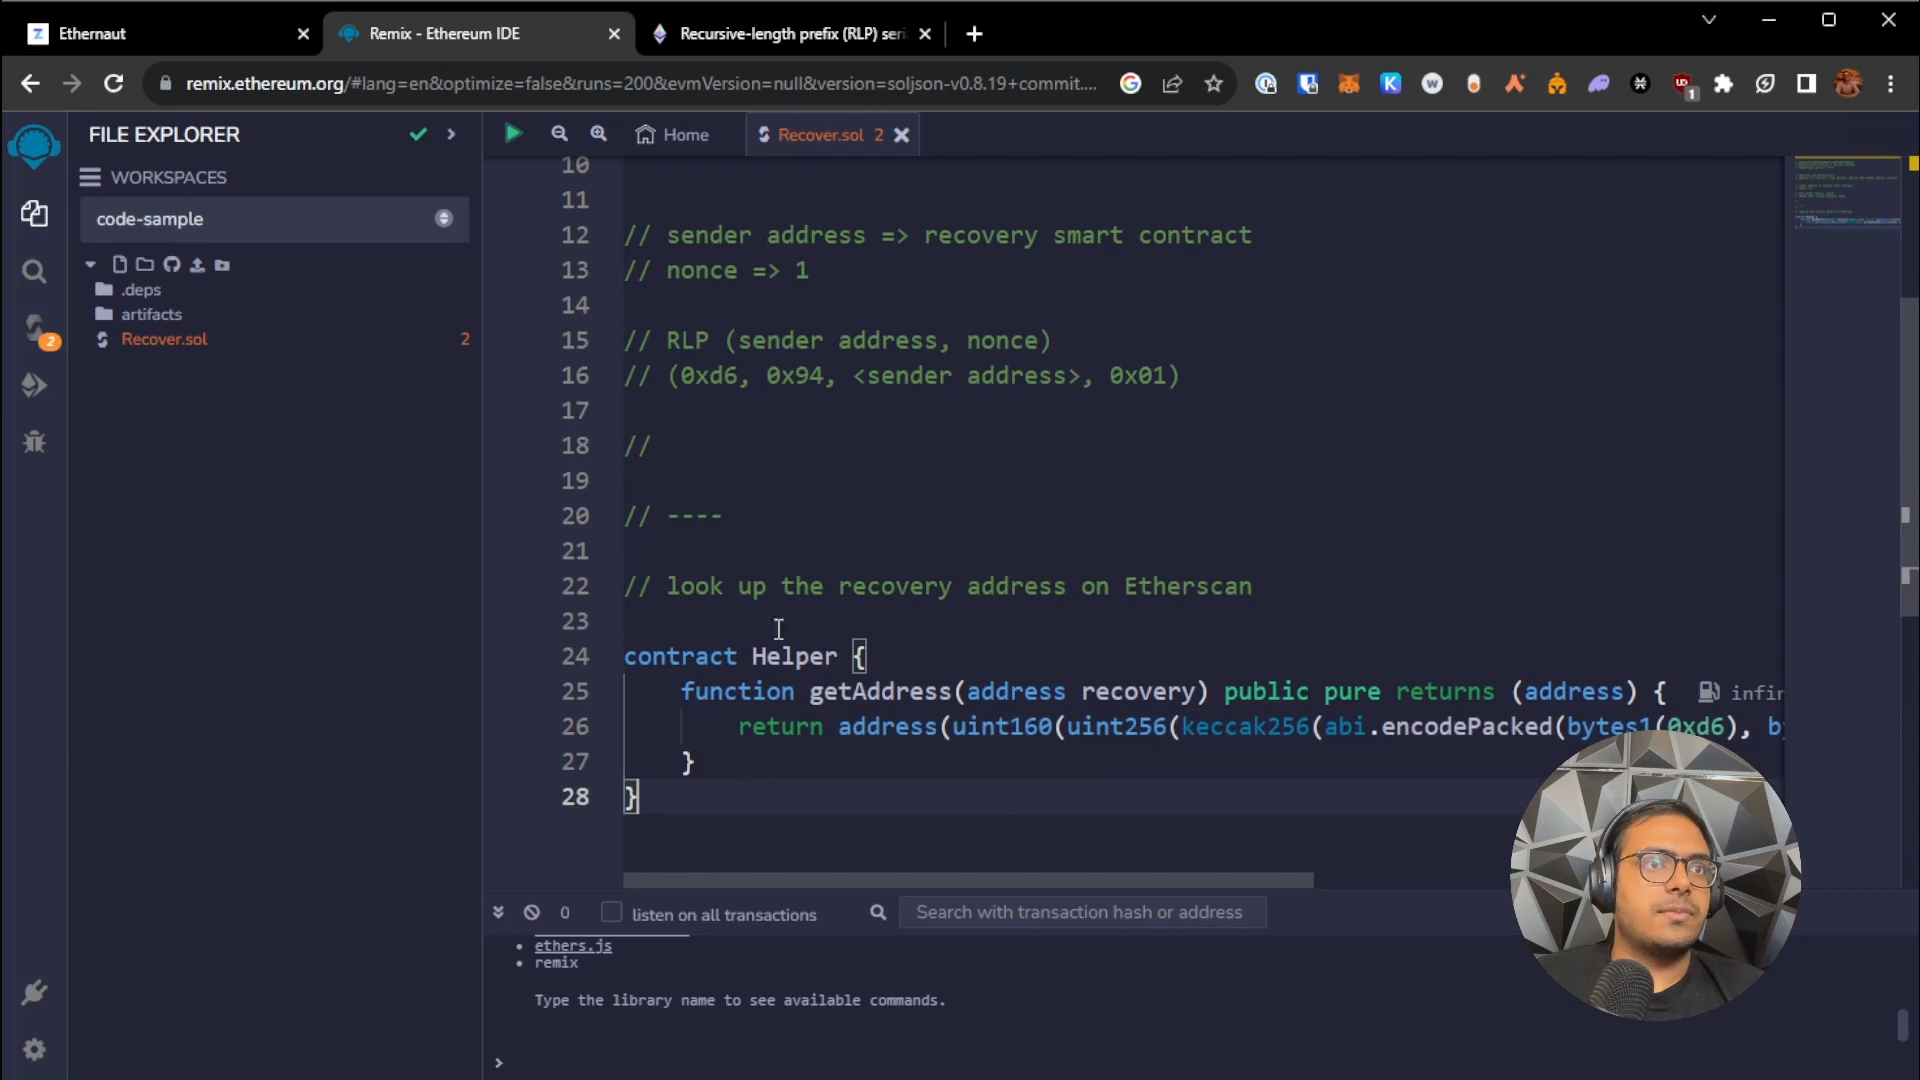 Ethernaut
Remix - Ethereum IDE
Recursive-length prefix (RLP) seri
remix.ethereum.org/#lang=en&optimize=false&runs=200&evmVersion=null&version=soljson-v0.8.19+commit....
1
FILE EXPLORER
Home
Recover.sol 2
WORKSPACES
code-sample
.deps
artifacts
Recover.sol 2
2
10
11
12 // sender address => recovery smart contract
13 // nonce => 1
14
15 // RLP (sender address, nonce)
16 // (0xd6, 0x94, <sender address>, 0x01)
17
18 //
19
20 // ----
21
22 // look up the recovery address on Etherscan
23
24 contract Helper {
25 function getAddress(address recovery) public pure returns (address) { infin
26 return address(uint160(uint256(keccak256(abi.encodePacked(bytes1(0xd6), by
27 }
28 }
0 listen on all transactions Search with transaction hash or address
ethers.js
remix
Type the library name to see available commands.
>